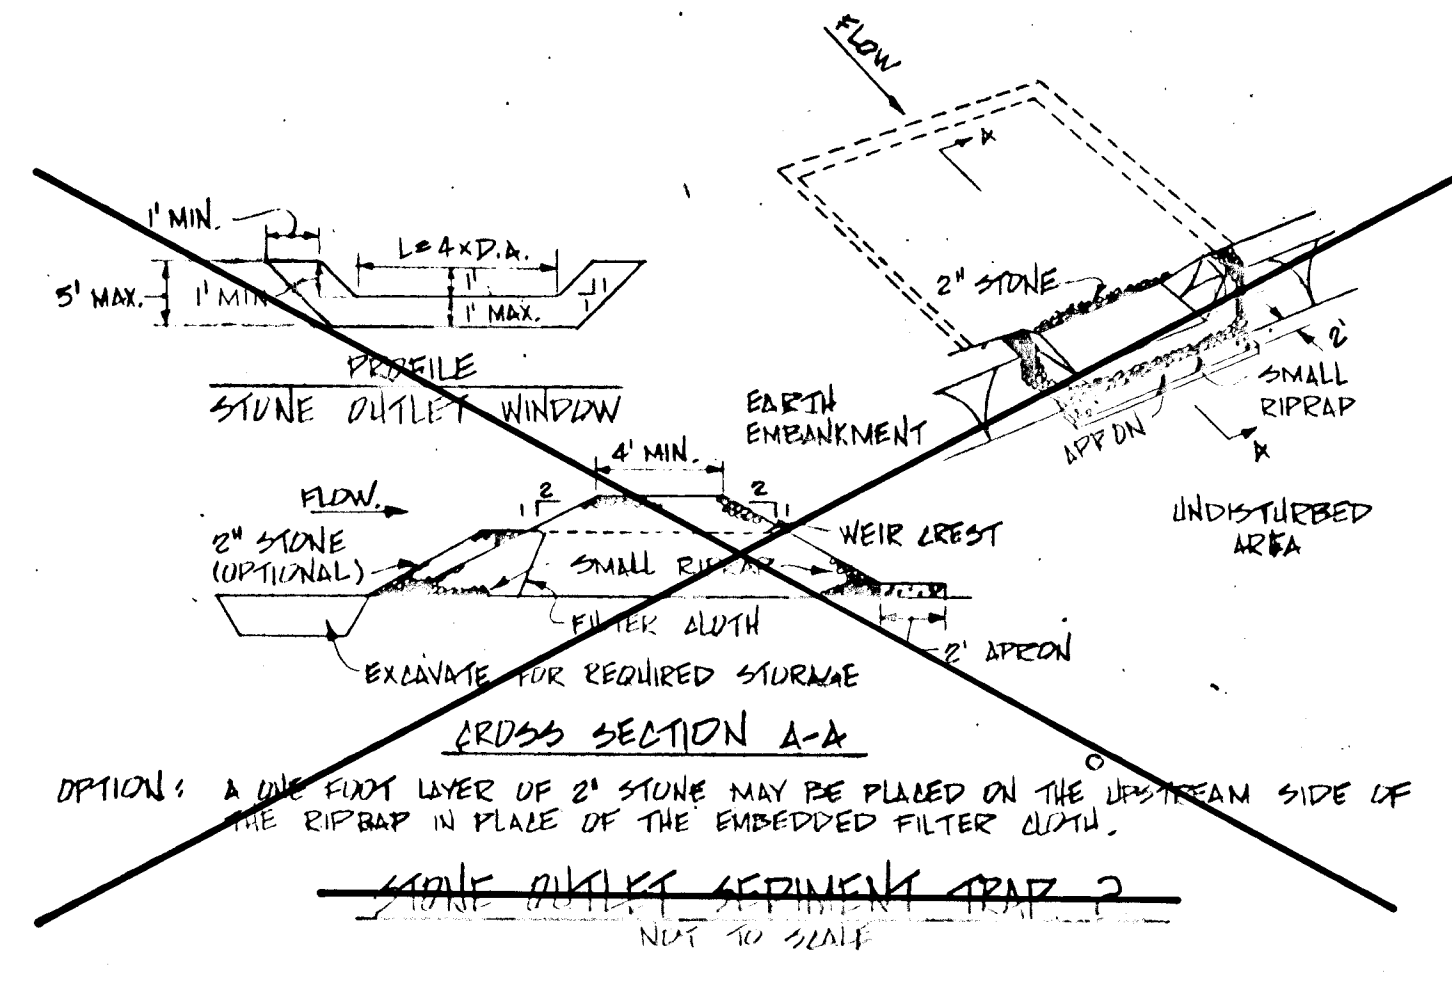 FLOW
A
1' MIN.
L = 4 x D.A.
5' MAX.
1' MIN
1'
1
1
1' MAX.
PROFILE
STONE OUTLET WINDOW
2" STONE
2'
SMALL
RIPRAP
APRON
A
EARTH
EMBANKMENT
UNDISTURBED
AREA
4' MIN.
FLOW.
2
1
2
1
WEIR CREST
2" STONE
(OPTIONAL)
SMALL RIPRAP
FILTER CLOTH
2' APRON
EXCAVATE FOR REQUIRED STORAGE
CROSS SECTION A-A
OPTION: A ONE FOOT LAYER OF 2" STONE MAY BE PLACED ON THE UPSTREAM SIDE OF
THE RIPRAP IN PLACE OF THE EMBEDDED FILTER CLOTH.
STONE OUTLET SEDIMENT TRAP 2
NOT TO SCALE